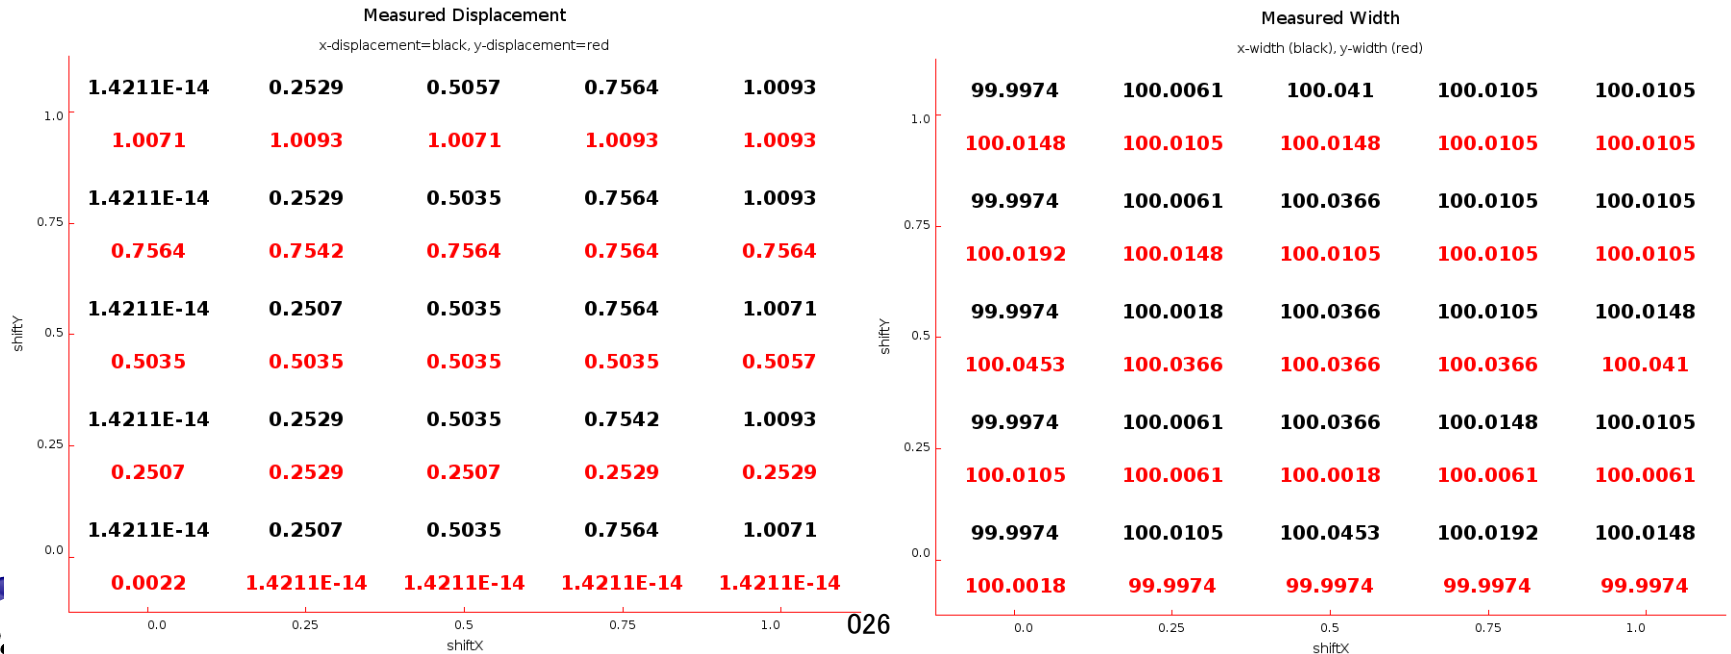 Measured Displacement
x-displacement=black, y-displacement=red
1.4211E-14 0.2529 0.5057 0.7564 1.0093
1.0
1.0071 1.0093 1.0071 1.0093 1.0093
1.4211E-14 0.2529 0.5035 0.7564 1.0093
0.75
0.7564 0.7542 0.7564 0.7564 0.7564
1.4211E-14 0.2507 0.5035 0.7564 1.0071
shiftY
0.5
0.5035 0.5035 0.5035 0.5035 0.5057
1.4211E-14 0.2529 0.5035 0.7542 1.0093
0.25
0.2507 0.2529 0.2507 0.2529 0.2529
1.4211E-14 0.2507 0.5035 0.7564 1.0071
0.0
0.0022 1.4211E-14 1.4211E-14 1.4211E-14 1.4211E-14
0.0 0.25 0.5 0.75 1.0
shiftX
026
Measured Width
x-width (black), y-width (red)
99.9974 100.0061 100.041 100.0105 100.0105
1.0
100.0148 100.0105 100.0148 100.0105 100.0105
99.9974 100.0061 100.0366 100.0105 100.0105
0.75
100.0192 100.0148 100.0105 100.0105 100.0105
99.9974 100.0018 100.0366 100.0105 100.0148
shiftY
0.5
100.0453 100.0366 100.0366 100.0366 100.041
99.9974 100.0061 100.0366 100.0148 100.0105
0.25
100.0105 100.0061 100.0018 100.0061 100.0061
99.9974 100.0105 100.0453 100.0192 100.0148
0.0
100.0018 99.9974 99.9974 99.9974 99.9974
0.0 0.25 0.5 0.75 1.0
shiftX